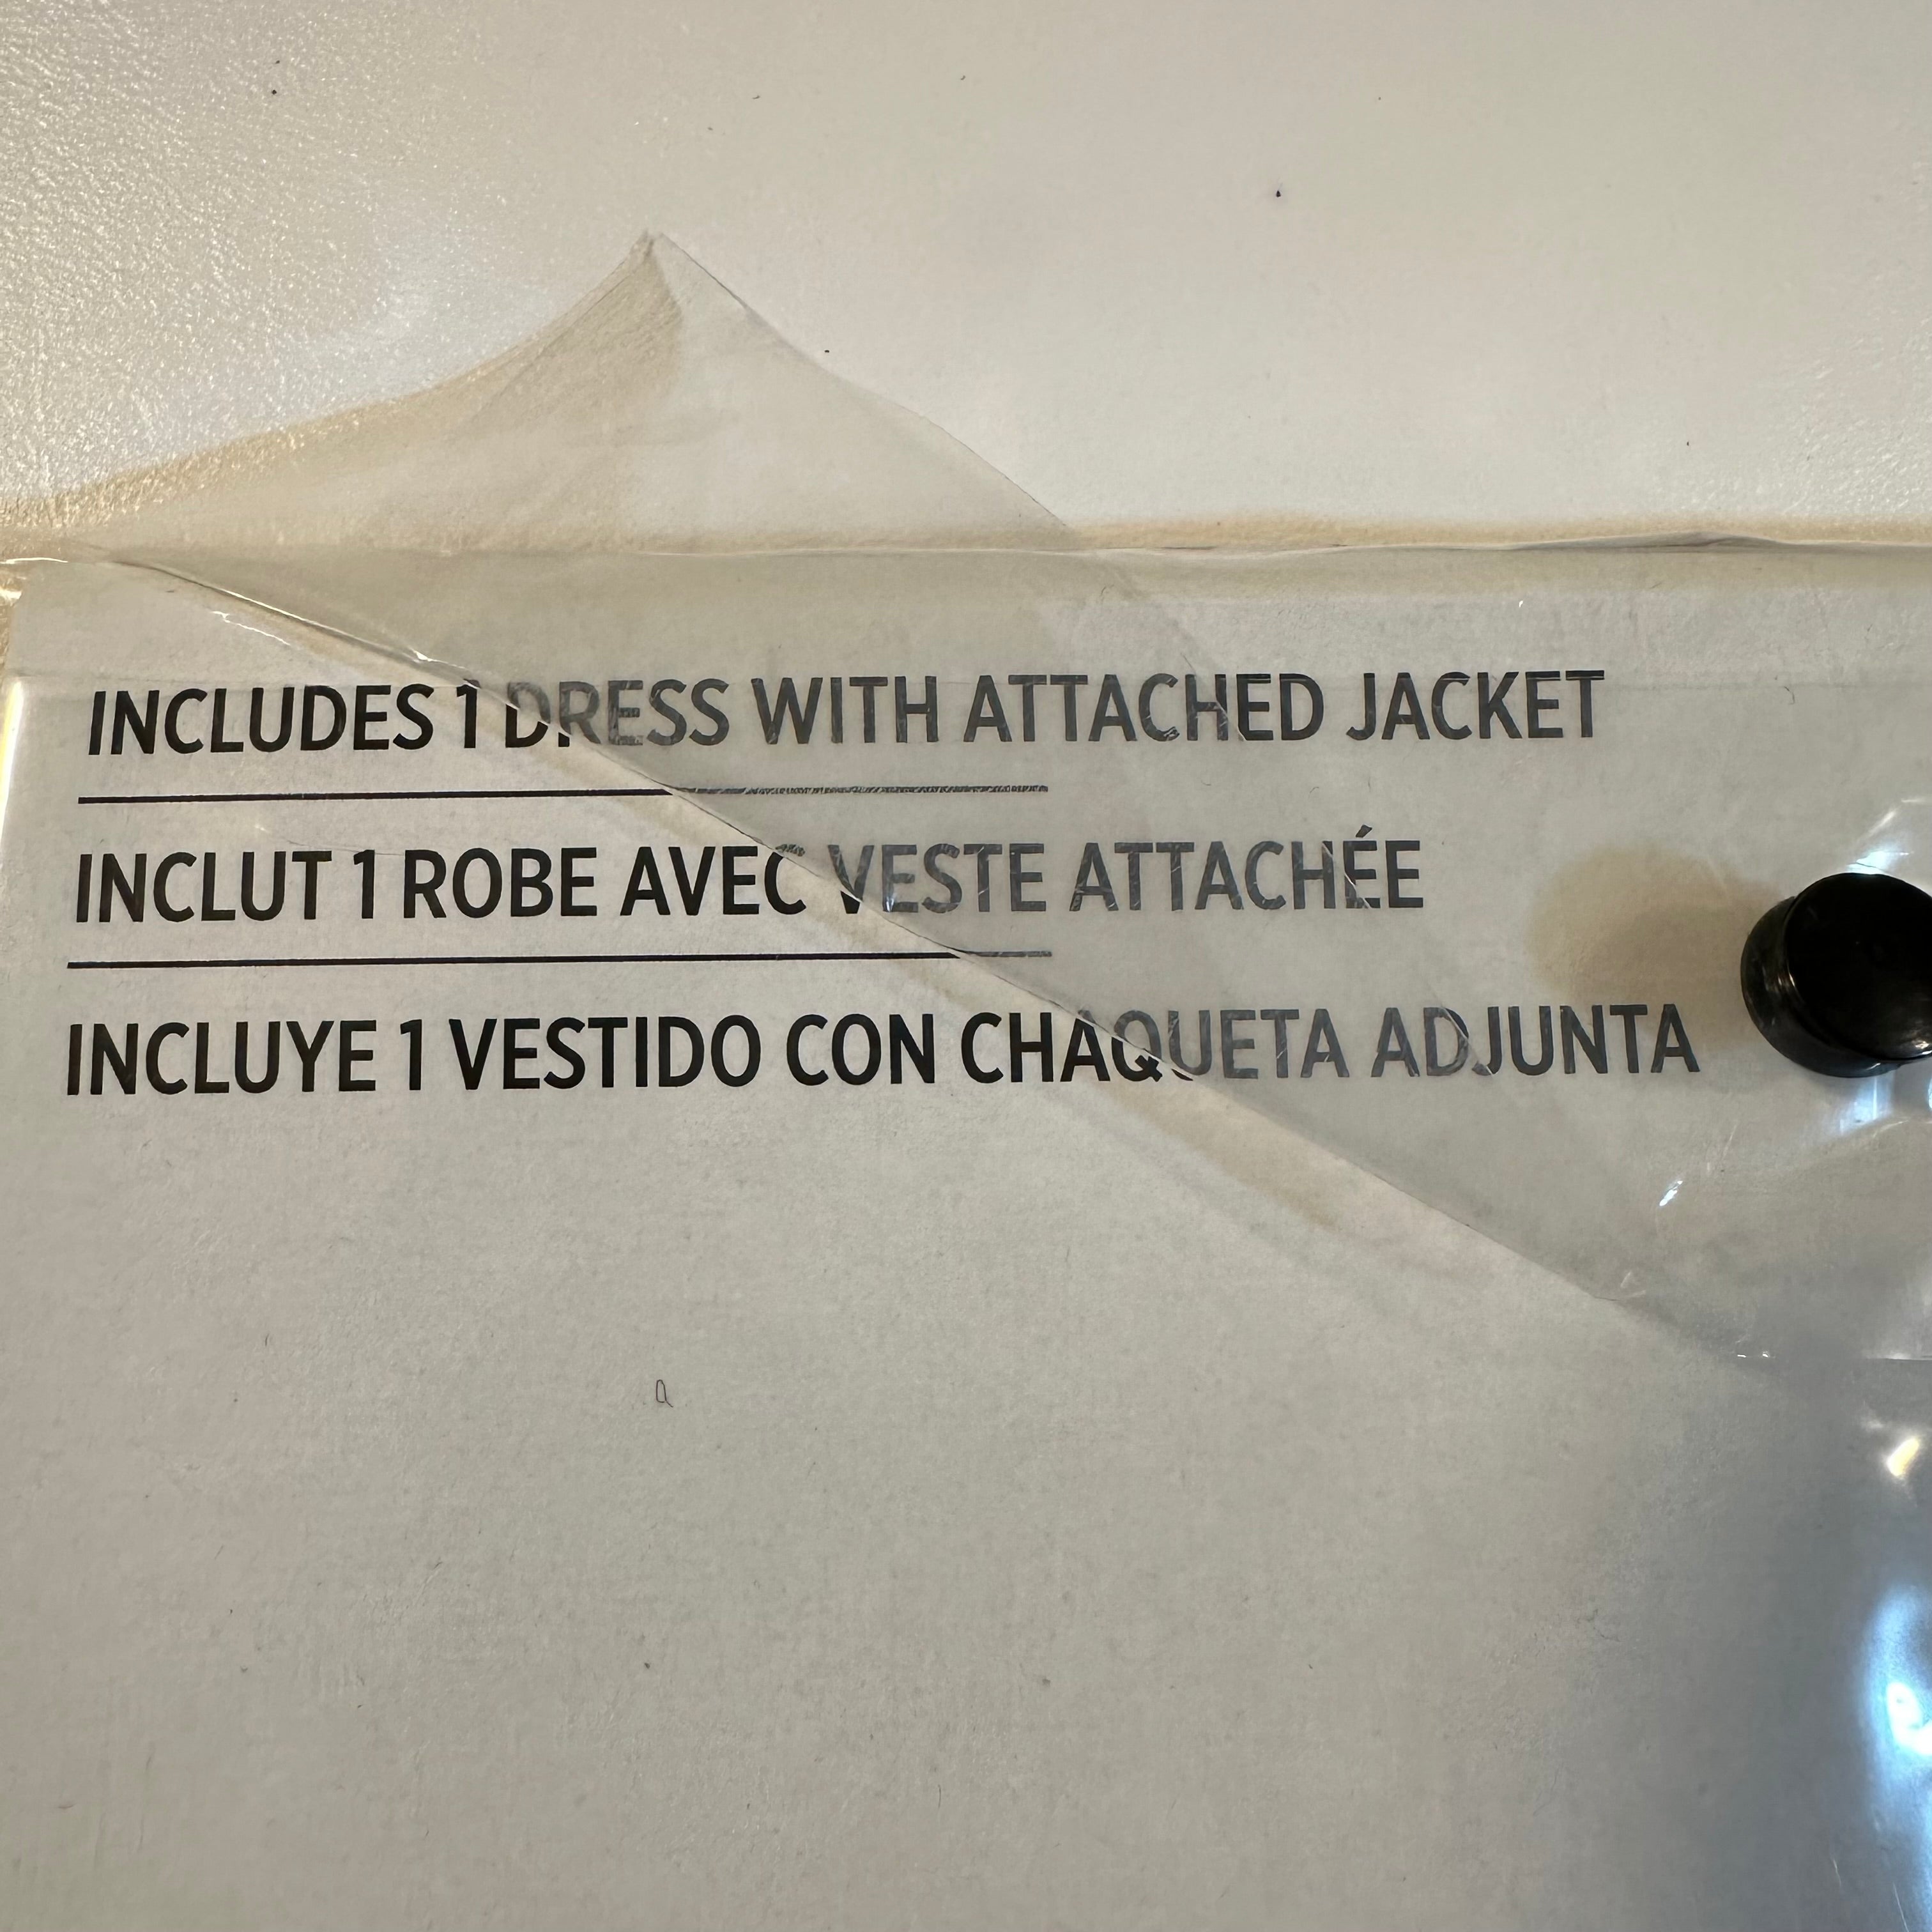 INCLUDES 1 DRESS WITH ATTACHED JACKET
INCLUT 1 ROBE AVEC VESTE ATTACHÉE
INCLUYE 1 VESTIDO CON CHAQUETA ADJUNTA